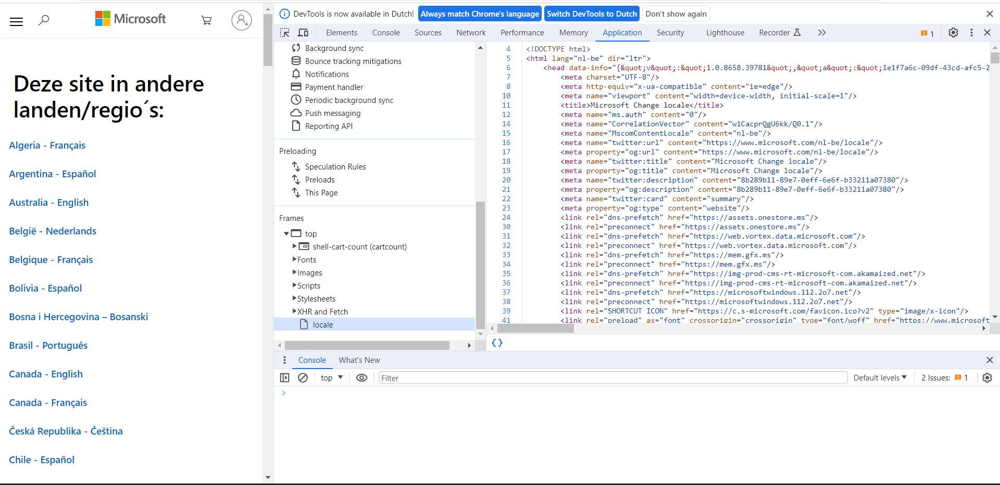 Microsoft
Deze site in andere
landen/regio´s:
Algeria - Français
Argentina - Español
Australia - English
België - Nederlands
Belgique - Français
Bolivia - Español
Bosna i Hercegovina – Bosanski
Brasil - Português
Canada - English
Canada - Français
Česká Republika - Čeština
Chile - Español
DevTools is now available in Dutch! Always match Chrome's language Switch DevTools to Dutch Don't show again
Elements Console Sources Network Performance Memory Application Security Lighthouse Recorder 1
Background sync
Bounce tracking mitigations
Notifications
Payment handler
Periodic background sync
Push messaging
Reporting API
Preloading
Speculation Rules
Preloads
This Page
Frames
top
shell-cart-count (cartcount)
Fonts
Images
Scripts
Stylesheets
XHR and Fetch
locale
4 <!DOCTYPE html>
5 <html lang="nl-be" dir="ltr">
6 <head data-info="{&quot;v&quot;:&quot;1.0.8658.39781&quot;,&quot;a&quot;:&quot;1e1f7a6c-09df-43cd-afc5-2
7 <meta charset="UTF-8"/>
8 <meta http-equiv="x-ua-compatible" content="ie=edge"/>
10 <meta name="viewport" content="width=device-width, initial-scale=1"/>
11 <title>Microsoft Change locale</title>
12 <meta name="ms.auth" content="0"/>
14 <meta name="CorrelationVector" content="w1CacprQgU6kk/Q0.1"/>
15 <meta name="MscomContentLocale" content="nl-be"/>
16 <meta name="twitter:url" content="https://www.microsoft.com/nl-be/locale"/>
17 <meta property="og:url" content="https://www.microsoft.com/nl-be/locale"/>
18 <meta name="twitter:title" content="Microsoft Change locale"/>
19 <meta property="og:title" content="Microsoft Change locale"/>
20 <meta name="twitter:description" content="8b289b11-89e7-0eff-6e6f-b33211a07380"/>
21 <meta property="og:description" content="8b289b11-89e7-0eff-6e6f-b33211a07380"/>
22 <meta name="twitter:card" content="summary"/>
23 <meta property="og:type" content="website"/>
24 <link rel="dns-prefetch" href="https://assets.onestore.ms"/>
30 <link rel="preconnect" href="https://assets.onestore.ms"/>
31 <link rel="dns-prefetch" href="https://web.vortex.data.microsoft.com"/>
32 <link rel="preconnect" href="https://web.vortex.data.microsoft.com"/>
33 <link rel="dns-prefetch" href="https://mem.gfx.ms"/>
34 <link rel="preconnect" href="https://mem.gfx.ms"/>
35 <link rel="dns-prefetch" href="https://img-prod-cms-rt-microsoft-com.akamaized.net"/>
36 <link rel="preconnect" href="https://img-prod-cms-rt-microsoft-com.akamaized.net"/>
37 <link rel="dns-prefetch" href="https://microsoftwindows.112.2o7.net"/>
38 <link rel="preconnect" href="https://microsoftwindows.112.2o7.net"/>
39 <link rel="SHORTCUT ICON" href="https://c.s-microsoft.com/favicon.ico?v2" type="image/x-icon"/>
41 <link rel="preload" as="font" crossorigin="crossorigin" type="font/woff" href="https://www.microsoft
{}
Console What's New
top Filter Default levels 2 Issues: 1